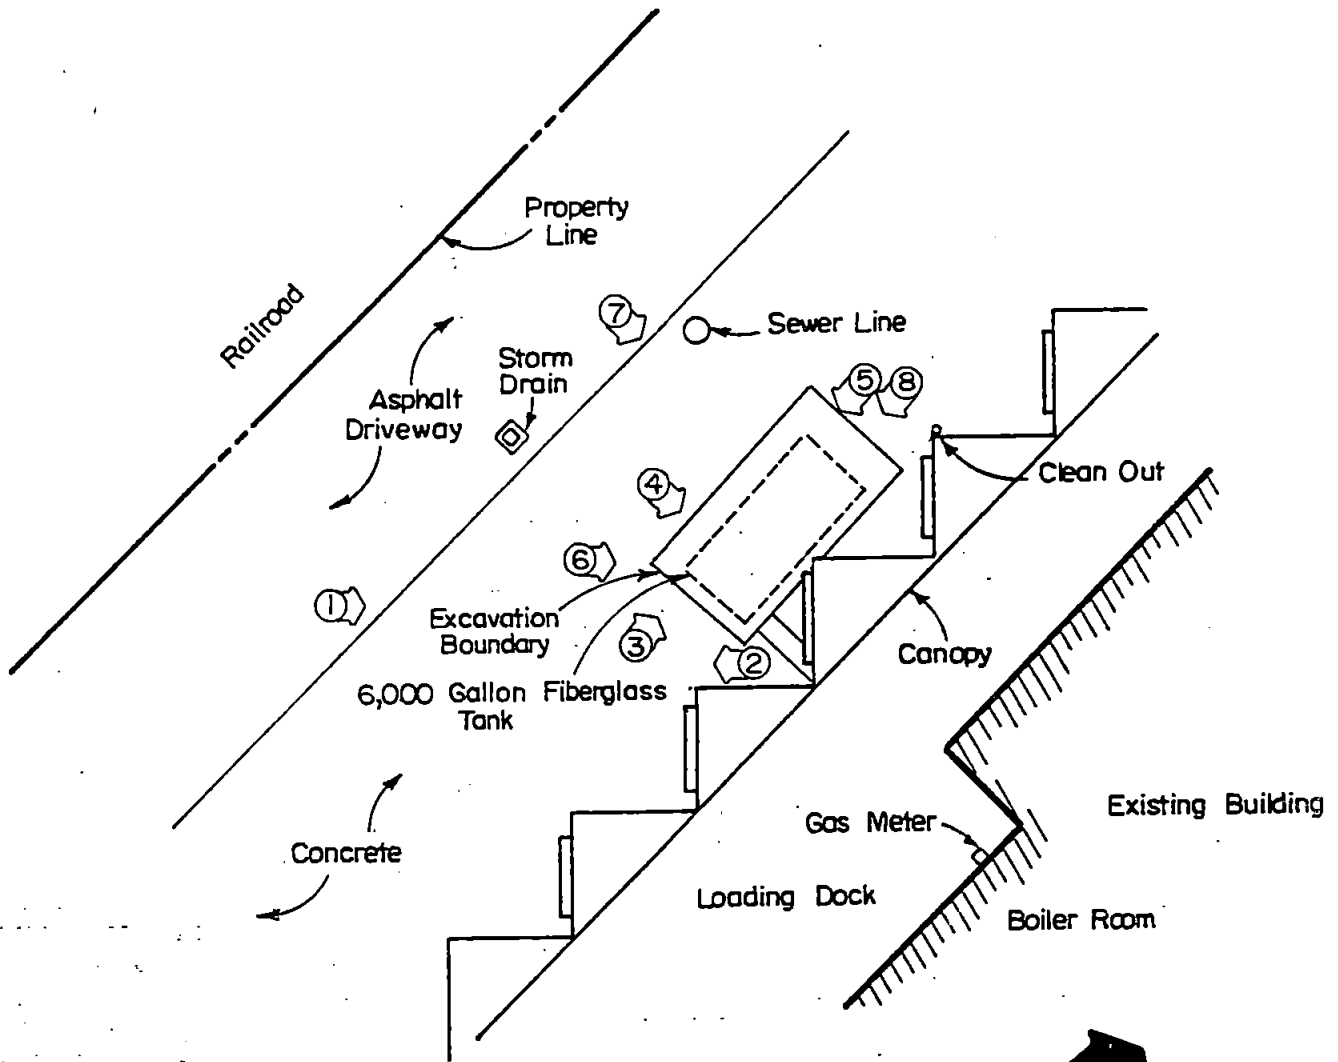 Property
Line
Railroad
7
Sewer Line
Storm
Drain
5
8
Asphalt
Driveway
Clean Out
4
6
1
Excavation
Boundary
3
2
Canopy
6,000 Gallon Fiberglass
Tank
Existing Building
Gas Meter
Concrete
Loading Dock
Boiler Room